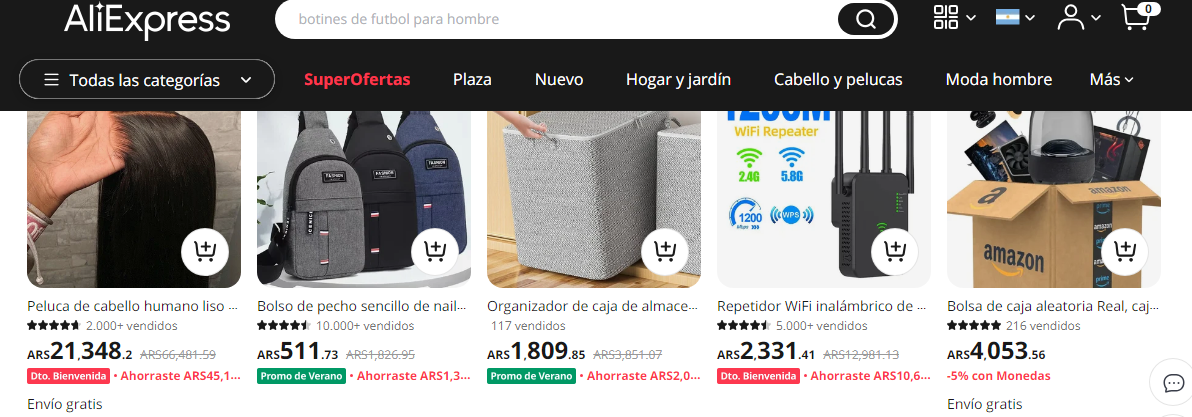 AliExpress
botines de futbol para hombre
0
Todas las categorías
SuperOfertas
Plaza
Nuevo
Hogar y jardín
Cabello y pelucas
Moda hombre
Más
FASHION
FASHION
FASHION
WiFi Repeater
2.4G
5.8G
1200
WPS
amazon
amazon
Peluca de cabello humano liso ...
2.000+ vendidos
ARS21,348.2 ARS66,481.59
Dto. Bienvenida • Ahorraste ARS45,1...
Envío gratis
Bolso de pecho sencillo de nail...
10.000+ vendidos
ARS511.73 ARS1,826.95
Promo de Verano • Ahorraste ARS1,3...
Organizador de caja de almace...
117 vendidos
ARS1,809.85 ARS3,851.07
Promo de Verano • Ahorraste ARS2,0...
Repetidor WiFi inalámbrico de ...
5.000+ vendidos
ARS2,331.41 ARS12,981.13
Dto. Bienvenida • Ahorraste ARS10,6...
Bolsa de caja aleatoria Real, caj...
216 vendidos
ARS4,053.56
-5% con Monedas
Envío gratis